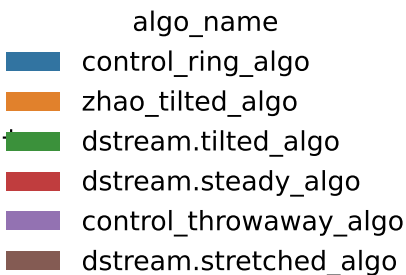 algo_name
control_ring_algo
zhao_tilted_algo
dstream.tilted_algo
dstream.steady_algo
control_throwaway_algo
dstream.stretched_algo